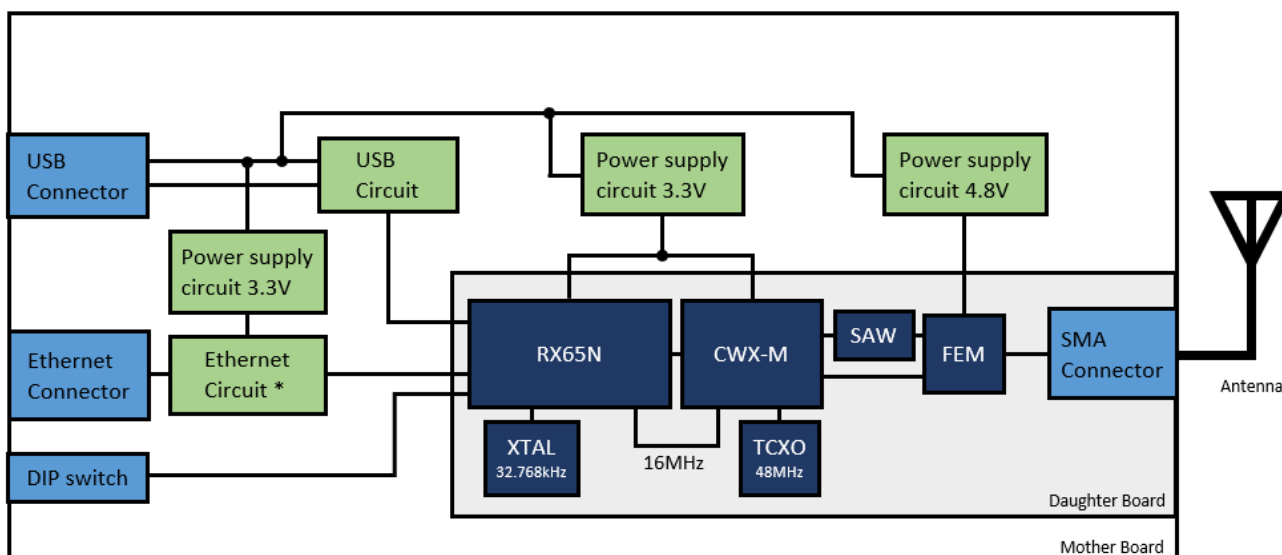 USB
Connector
USB
Circuit
Power supply
circuit 3.3V
Power supply
circuit 4.8V
Power supply
circuit 3.3V
Ethernet
Connector
Ethernet
Circuit *
RX65N
CWX-M
SAW
FEM
SMA
Connector
Antenna
XTAL
32.768kHz
16MHz
TCXO
48MHz
DIP switch
Daughter Board
Mother Board